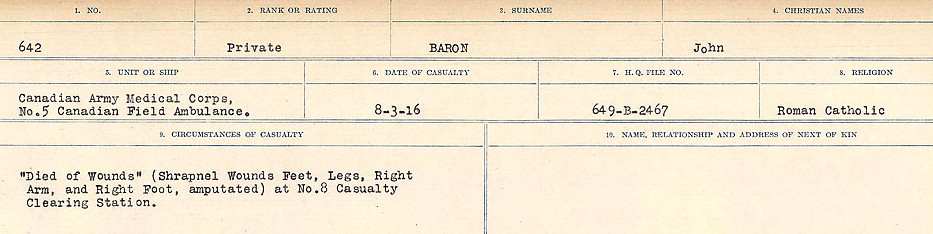 1. NO.
2. RANK OR RATING
3. SURNAME
4. CHRISTIAN NAMES
642
Private
BARON
John
5. UNIT OR SHIP
6. DATE OF CASUALTY
7. H.Q. FILE NO.
8. RELIGION
Canadian Army Medical Corps,
No.5 Canadian Field Ambulance.
8-3-16
649-B-2467
Roman Catholic
9. CIRCUMSTANCES OF CASUALTY
10. NAME, RELATIONSHIP AND ADDRESS OF NEXT OF KIN
"Died of Wounds" (Shrapnel Wounds Feet, Legs, Right
Arm, and Right Foot, amputated) at No.8 Casualty
Clearing Station.